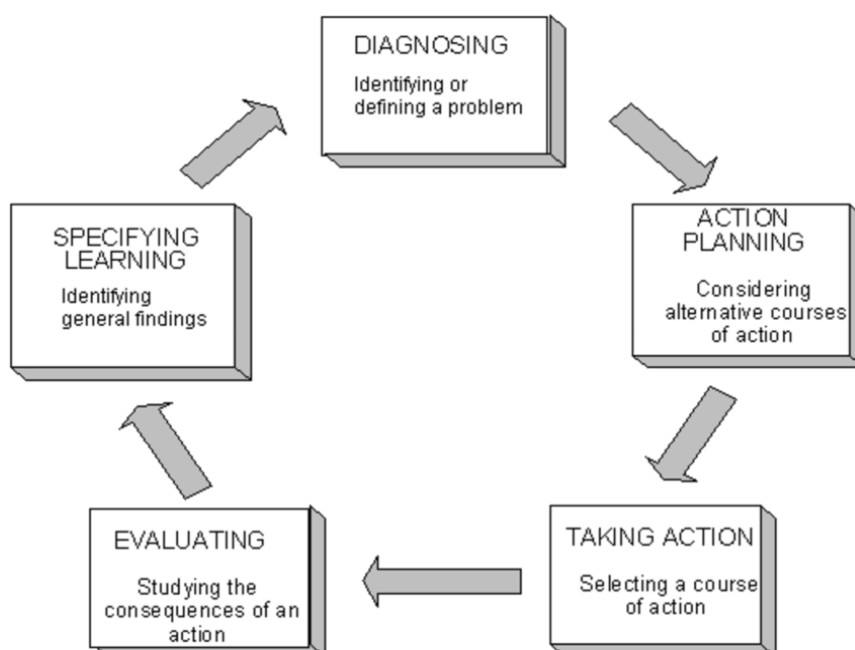 DIAGNOSING
Identifying or
defining a problem
ACTION
PLANNING
Considering
alternative courses
of action
TAKING ACTION
Selecting a course
of action
EVALUATING
Studying the
consequences of an
action
SPECIFYING
LEARNING
Identifying
general findings